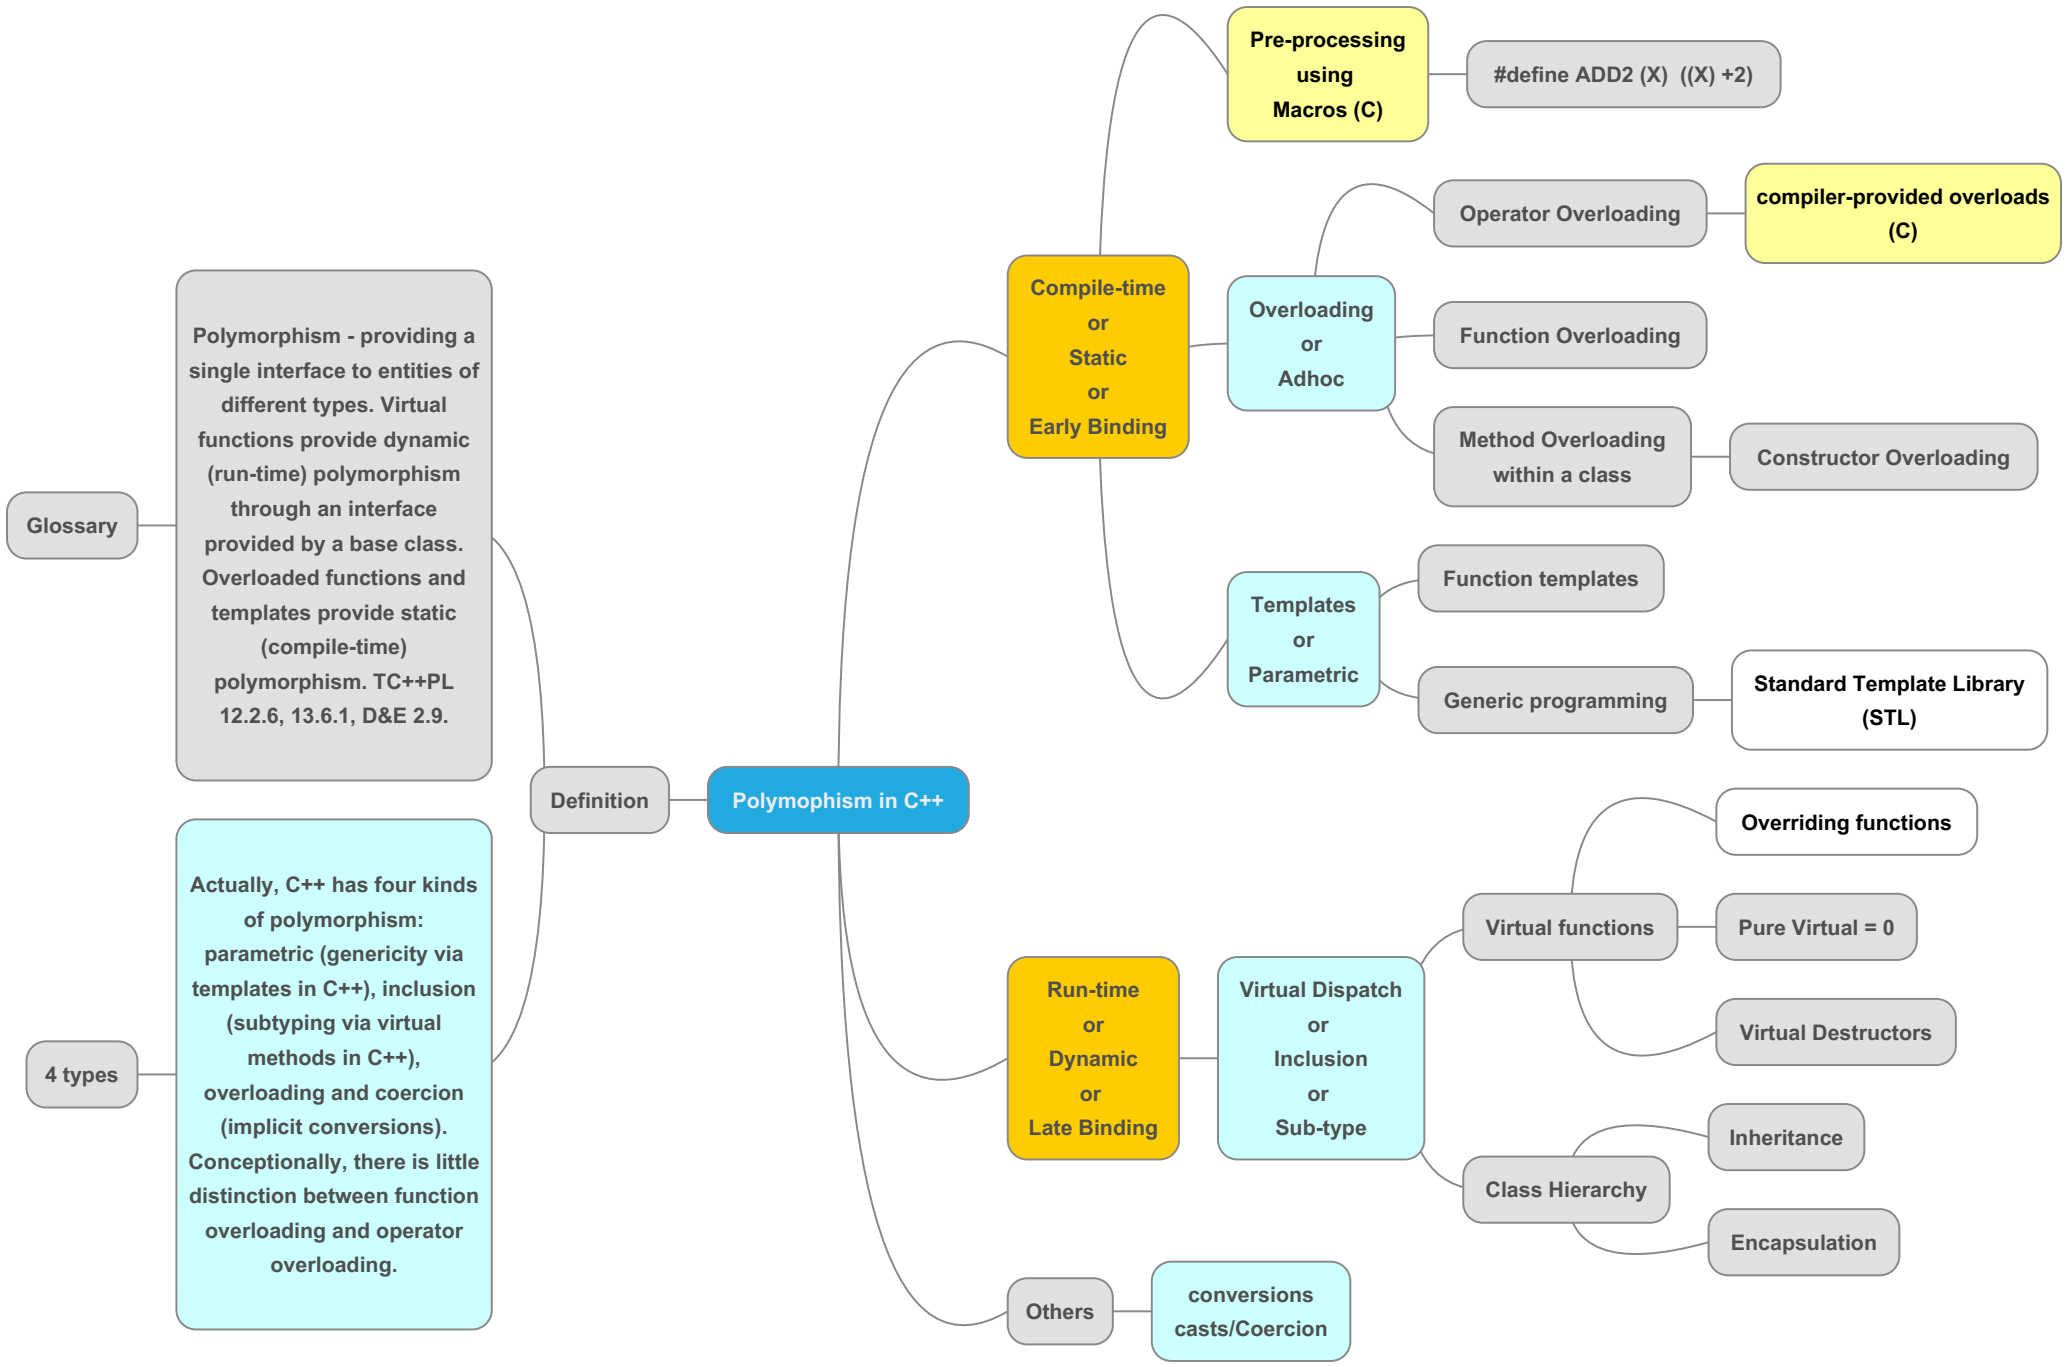 Glossary
Polymorphism - providing a
single interface to entities of
different types. Virtual
functions provide dynamic
(run-time) polymorphism
through an interface
provided by a base class.
Overloaded functions and
templates provide static
(compile-time)
polymorphism. TC++PL
12.2.6, 13.6.1, D&E 2.9.
4 types
Actually, C++ has four kinds
of polymorphism:
parametric (genericity via
templates in C++), inclusion
(subtyping via virtual
methods in C++),
overloading and coercion
(implicit conversions).
Conceptionally, there is little
distinction between function
overloading and operator
overloading.
Definition
Polymophism in C++
Compile-time
or
Static
or
Early Binding
Pre-processing
using
Macros (C)
#define ADD2 (X)  ((X) +2)
Overloading
or
Adhoc
Operator Overloading
compiler-provided overloads
(C)
Function Overloading
Method Overloading
within a class
Constructor Overloading
Templates
or
Parametric
Function templates
Generic programming
Standard Template Library
(STL)
Run-time
or
Dynamic
or
Late Binding
Virtual Dispatch
or
Inclusion
or
Sub-type
Virtual functions
Overriding functions
Pure Virtual = 0
Virtual Destructors
Class Hierarchy
Inheritance
Encapsulation
Others
conversions
casts/Coercion